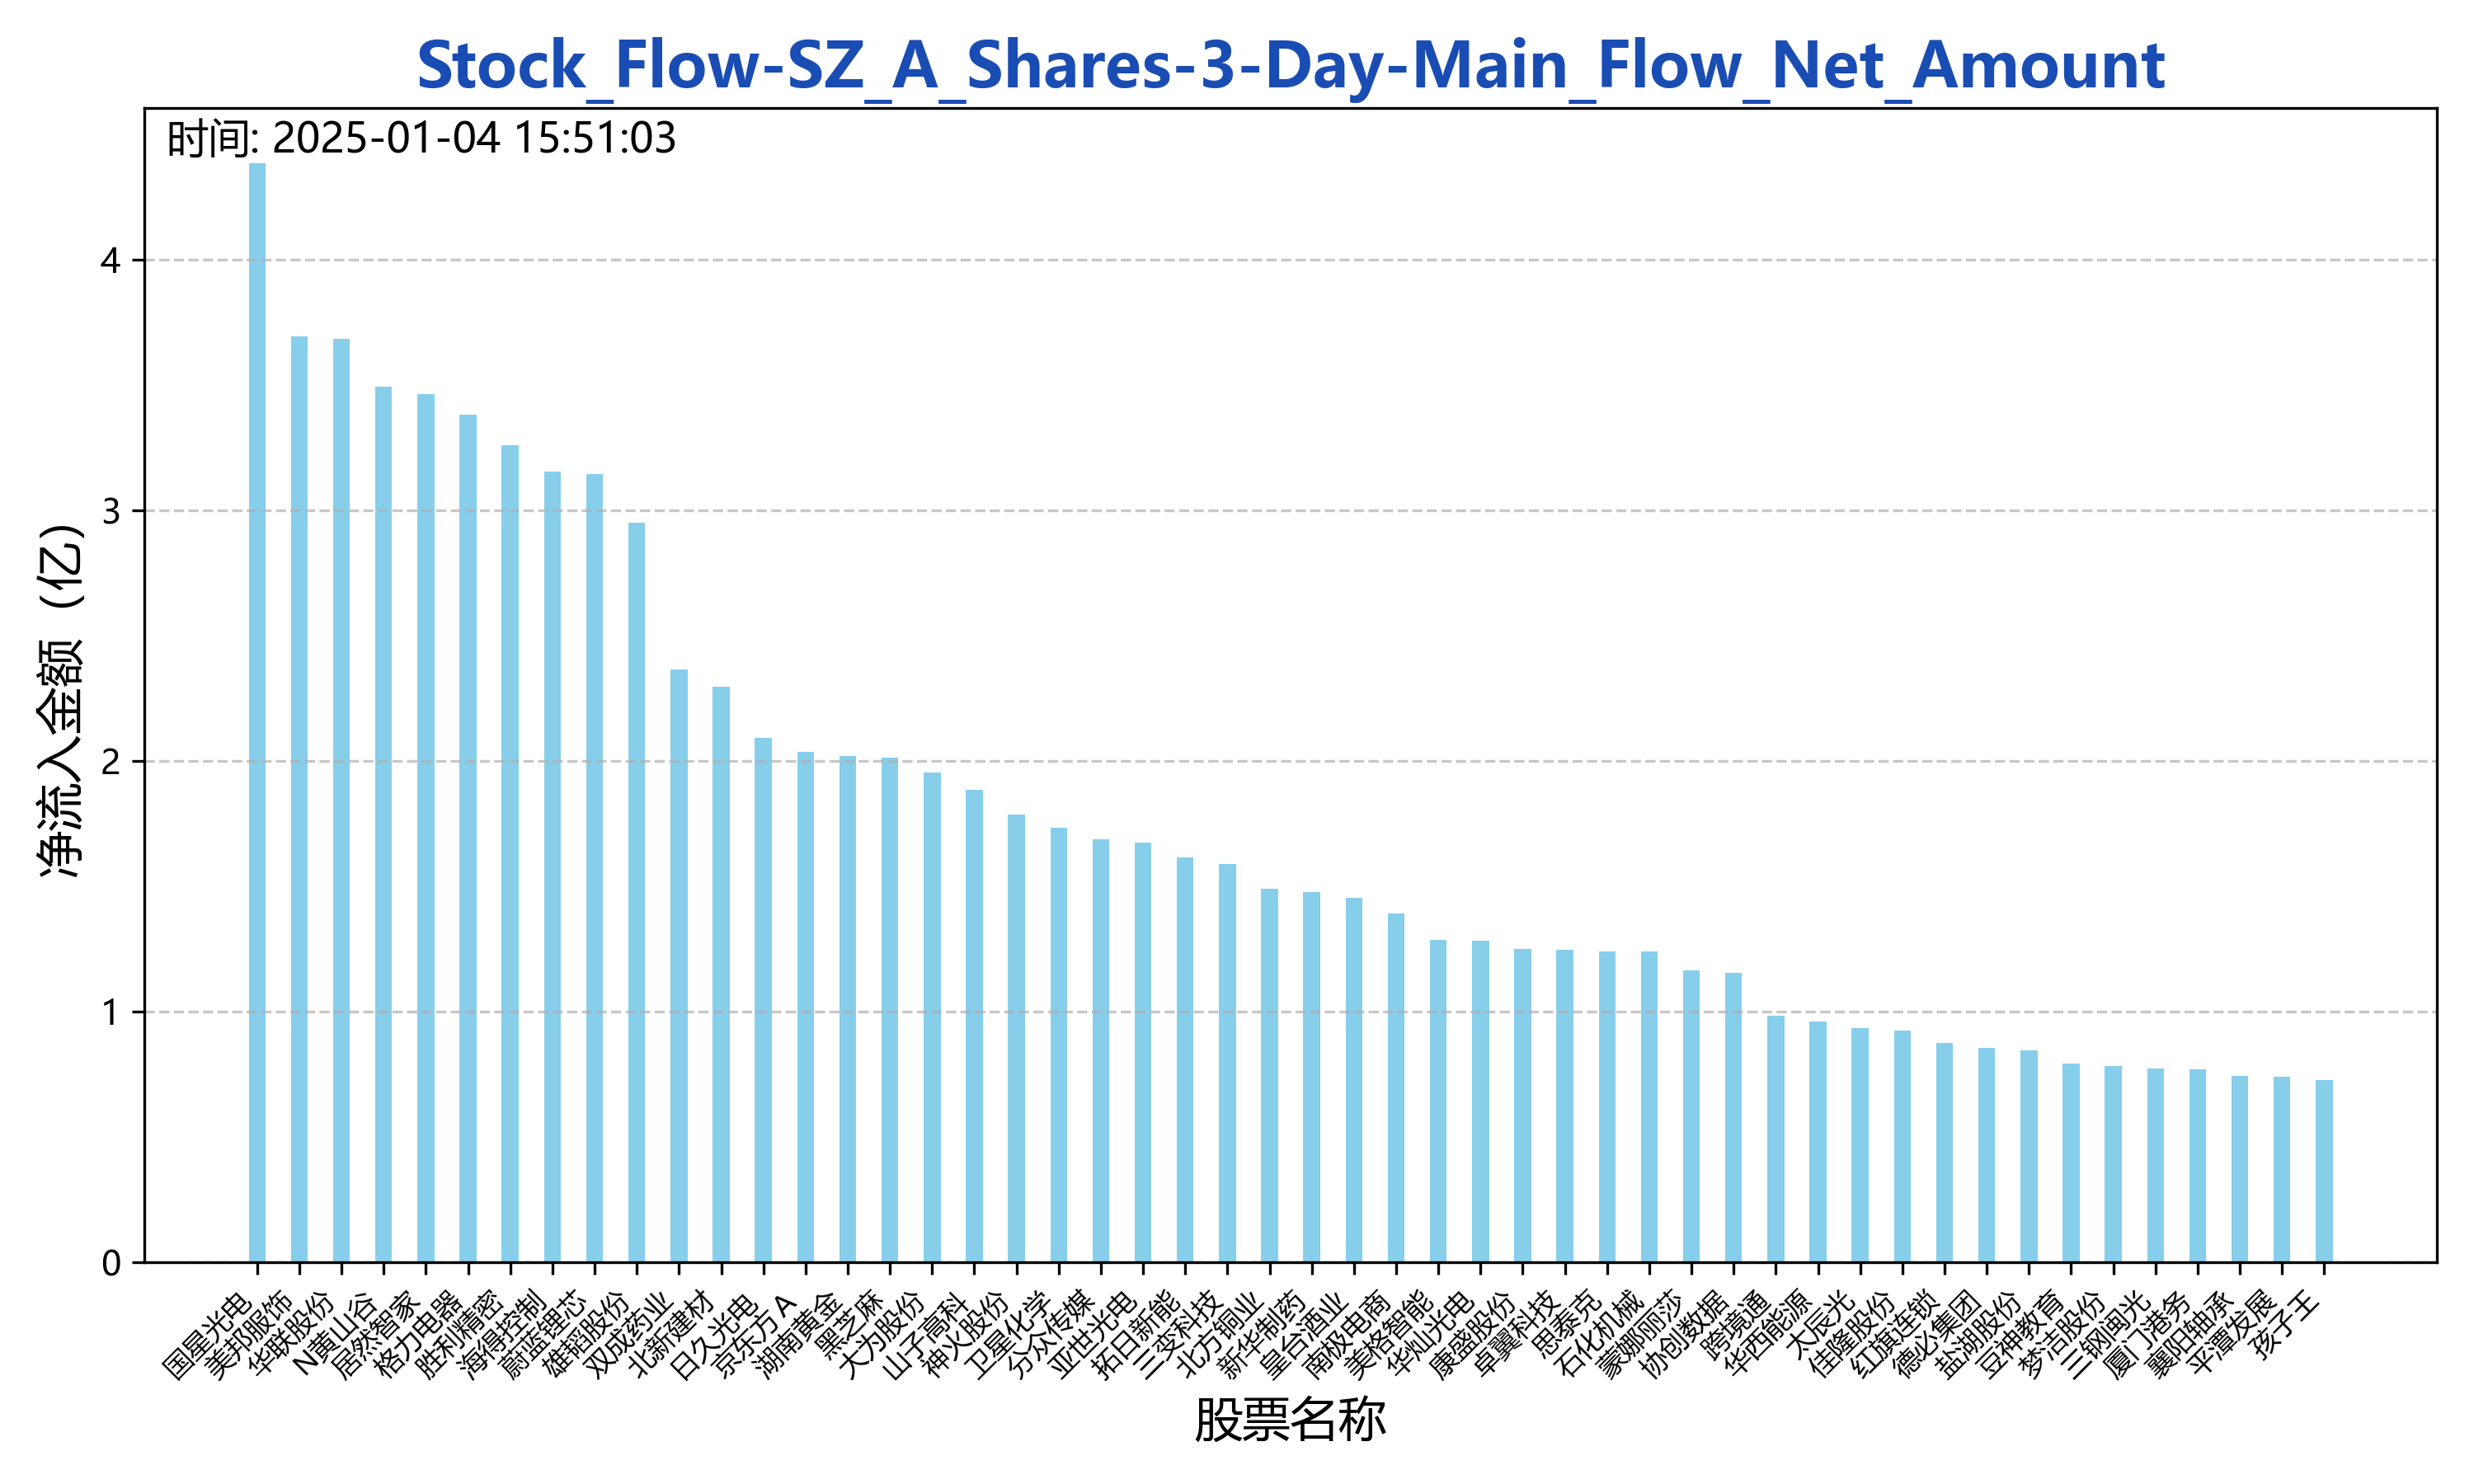 Stock_Flow-SZ_A_Shares-3-Day-Main_Flow_Net_Amount
时间: 2025-01-04 15:51:03
净流入金额（亿）
4
3
2
1
0
国星光电
美邦服饰
华联股份
N黄山谷
居然智家
格力电器
胜利精密
海得控制
蔚蓝锂芯
雄韬股份
双成药业
北新建材
日久光电
京东方Ａ
湖南黄金
黑芝麻
大为股份
山子高科
神火股份
卫星化学
分众传媒
亚世光电
拓日新能
三变科技
北方铜业
新华制药
皇台酒业
南极电商
美格智能
华灿光电
康盛股份
卓翼科技
思泰克
石化机械
蒙娜丽莎
协创数据
跨境通
华西能源
太辰光
佳隆股份
红旗连锁
德必集团
盐湖股份
豆神教育
梦洁股份
三钢闽光
厦门港务
襄阳轴承
平潭发展
孩子王
股票名称